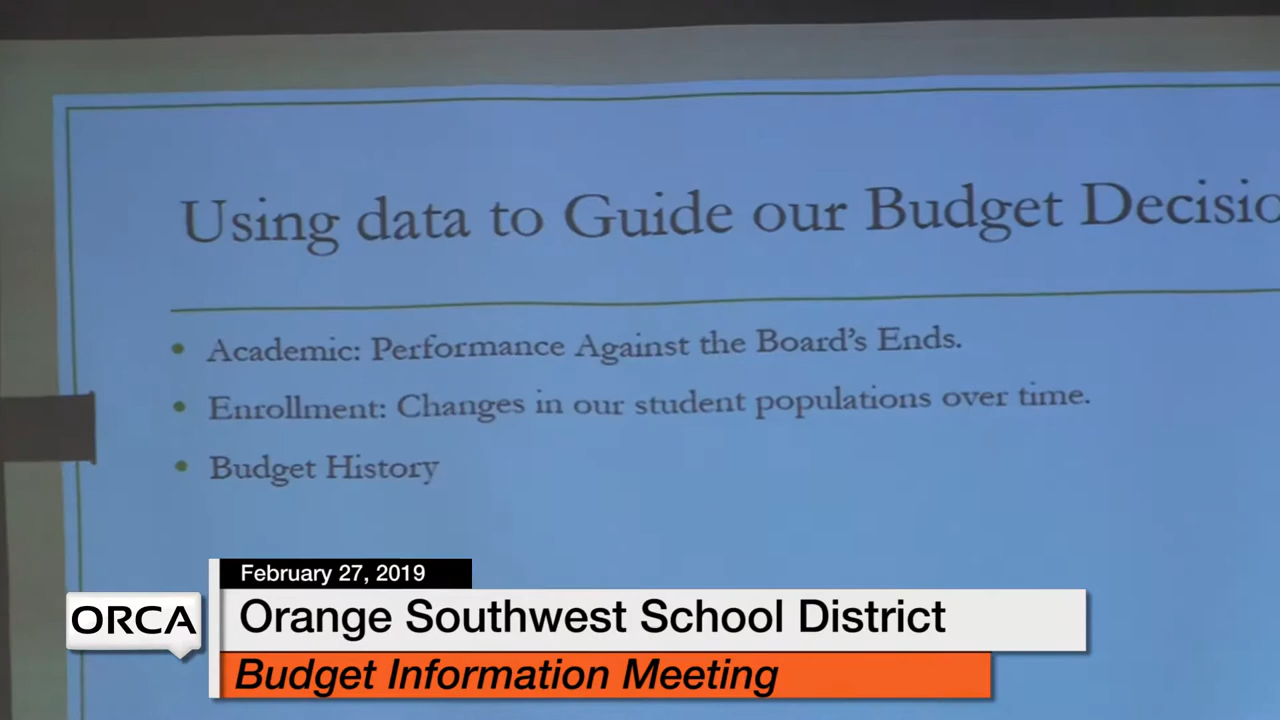 Using data to Guide our Budget Decisio
Academic: Performance Against the Board's Ends.
Enrollment: Changes in our student populations over time.
Budget History
February 27, 2019
ORCA
Orange Southwest School District
Budget Information Meeting